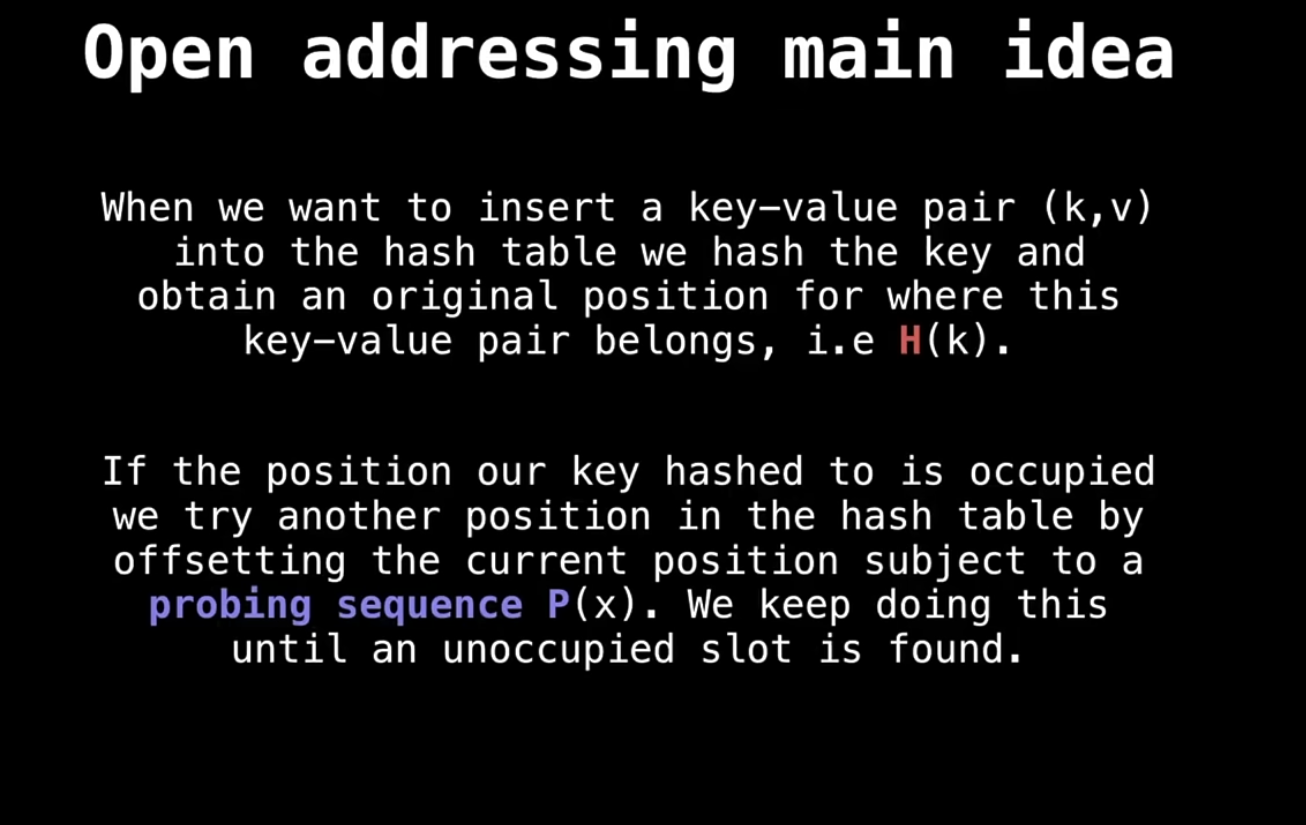 Open addressing main idea
When we want to insert a key-value pair (k,v)
into the hash table we hash the key and
obtain an original position for where this
key-value pair belongs, i.e H(k).
If the position our key hashed to is occupied
we try another position in the hash table by
offsetting the current position subject to a
probing sequence P(x). We keep doing this
until an unoccupied slot is found.